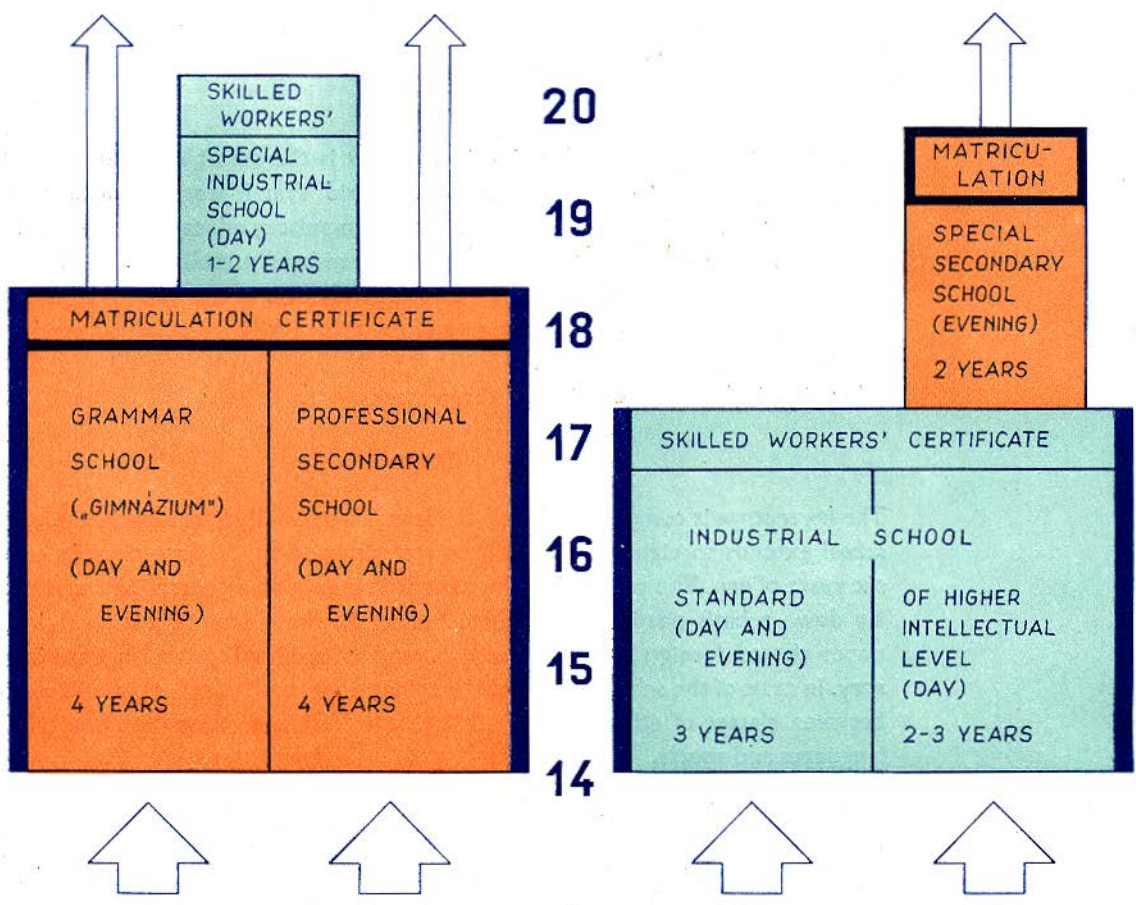 SKILLED
WORKERS'
SPECIAL
INDUSTRIAL
SCHOOL
(DAY)
1-2 YEARS
MATRICULATION CERTIFICATE
GRAMMAR
SCHOOL
(„GIMNÁZIUM")
(DAY AND
EVENING)
4 YEARS
PROFESSIONAL
SECONDARY
SCHOOL
(DAY AND
EVENING)
4 YEARS
20
19
18
17
16
15
14
MATRICU-
LATION
SPECIAL
SECONDARY
SCHOOL
(EVENING)
2 YEARS
SKILLED WORKERS' CERTIFICATE
INDUSTRIAL SCHOOL
STANDARD
(DAY AND
EVENING)
3 YEARS
OF HIGHER
INTELLECTUAL
LEVEL
(DAY)
2-3 YEARS